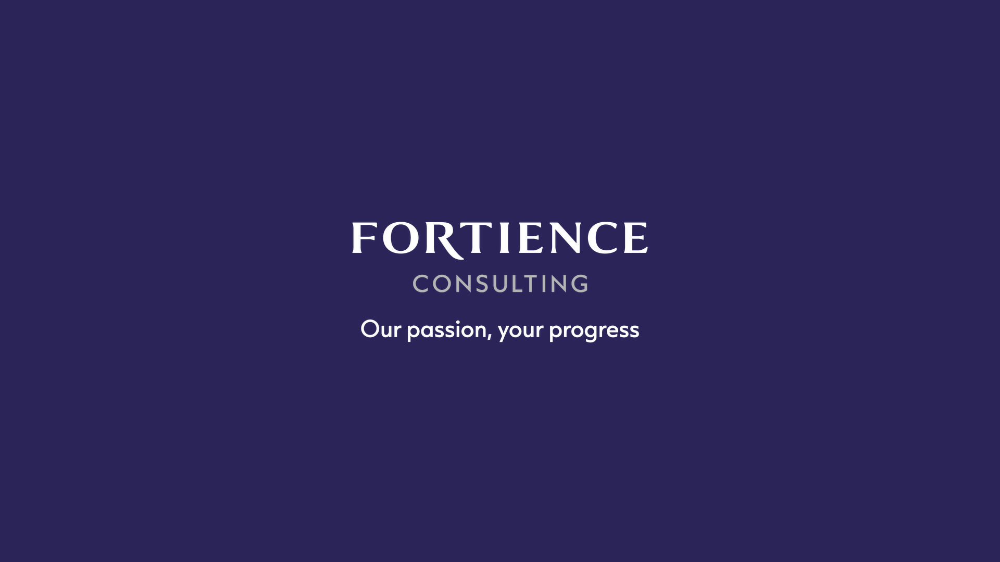 FORTIENCE
CONSULTING
Our passion, your progress